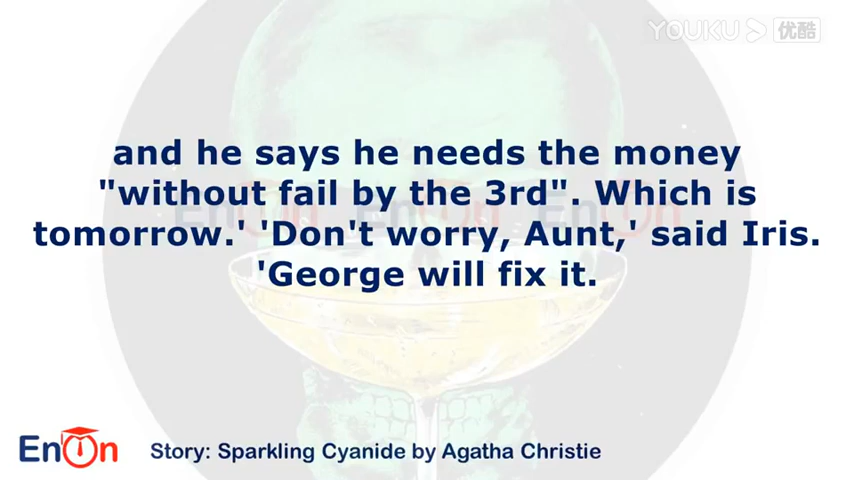 YOUKU 优酷
and he says he needs the money
"without fail by the 3rd". Which is
tomorrow.' 'Don't worry, Aunt,' said Iris.
'George will fix it.
EnOn
Story: Sparkling Cyanide by Agatha Christie